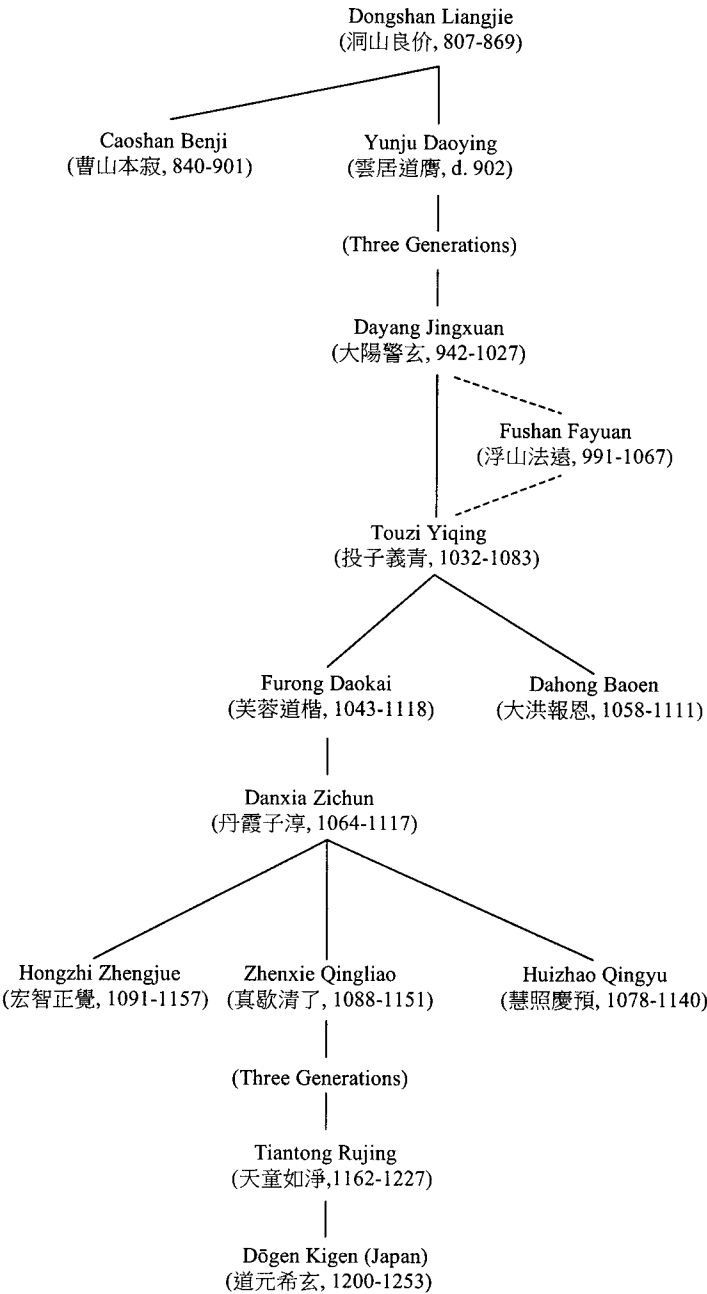 Dongshan Liangjie
(洞山良价, 807-869)
Caoshan Benji
(曹山本寂, 840-901)
Yunju Daoying
(雲居道膺, d. 902)
(Three Generations)
Dayang Jingxuan
(大陽警玄, 942-1027)
Fushan Fayuan
(浮山法遠, 991-1067)
Touzi Yiqing
(投子義青, 1032-1083)
Furong Daokai
(芙蓉道楷, 1043-1118)
Dahong Baoen
(大洪報恩, 1058-1111)
Danxia Zichun
(丹霞子淳, 1064-1117)
Hongzhi Zhengjue
(宏智正覺, 1091-1157)
Zhenxie Qingliao
(真歇清了, 1088-1151)
Huizhao Qingyu
(慧照慶預, 1078-1140)
(Three Generations)
Tiantong Rujing
(天童如淨,1162-1227)
Dōgen Kigen (Japan)
(道元希玄, 1200-1253)